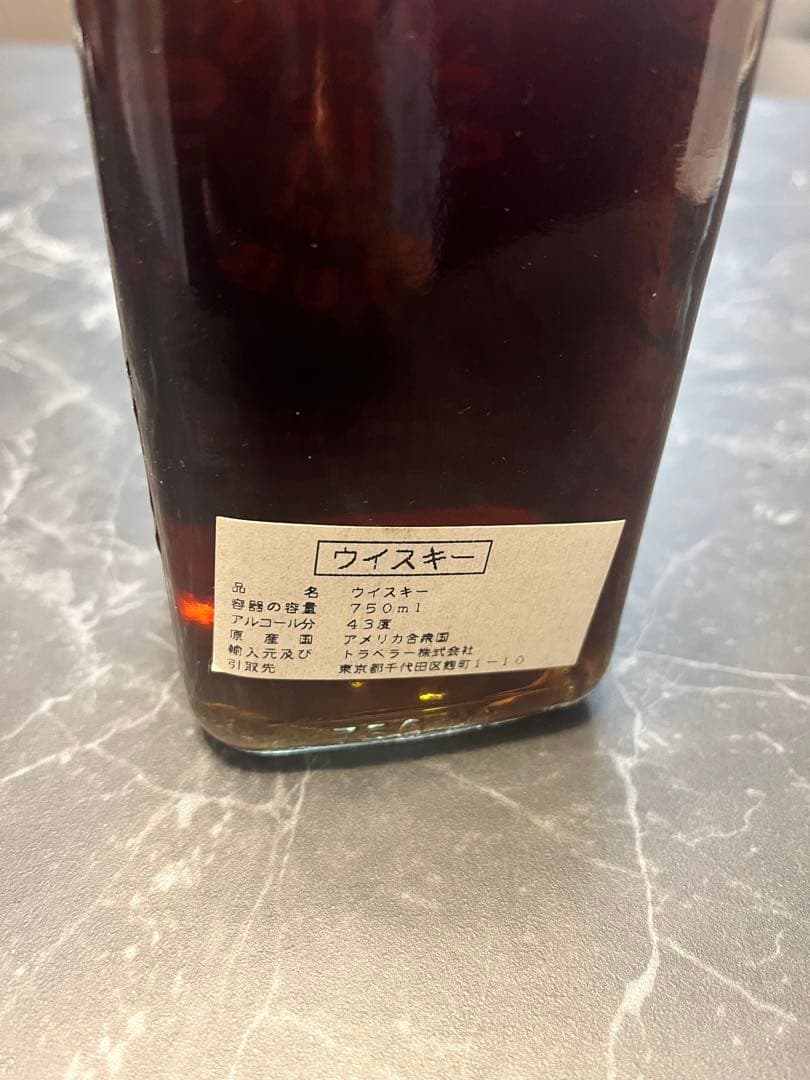 ウイスキー
品名 ウイスキー
容器の容量 750ml
アルコール分 43度
原産国 アメリカ合衆国
輸入元及び トラベラー株式会社
引取先 東京都千代田区麹町1-10